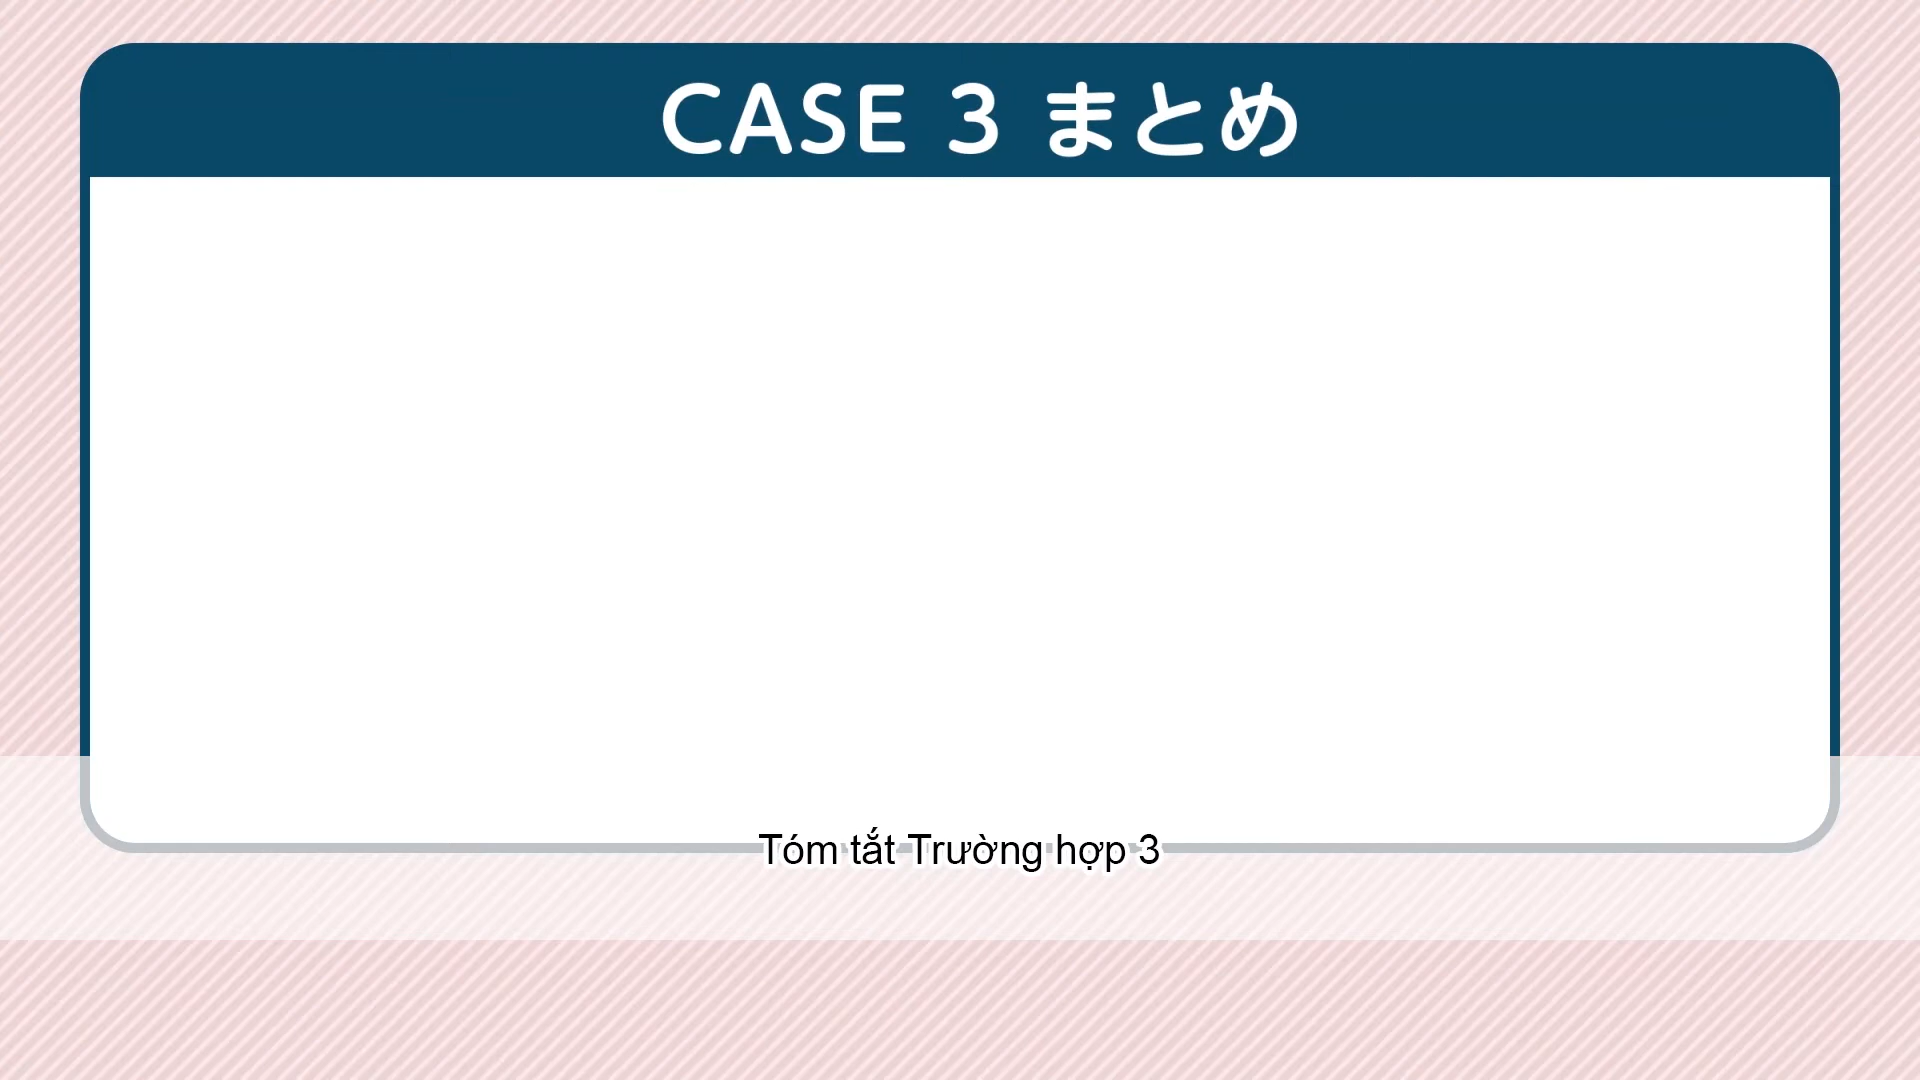 CASE 3 まとめ
Tóm tắt Trường hợp 3